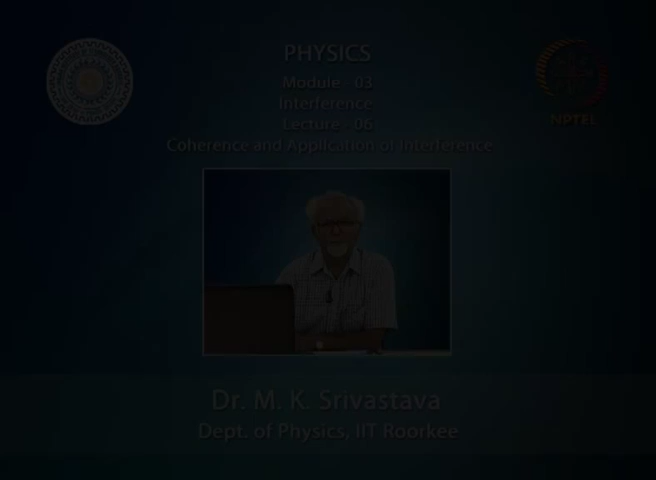 PHYSICS
Module - 03
Interference
Lecture - 06
Coherence and Application of Interference
NPTEL
Dr. M. K. Srivastava
Dept. of Physics, IIT Roorkee